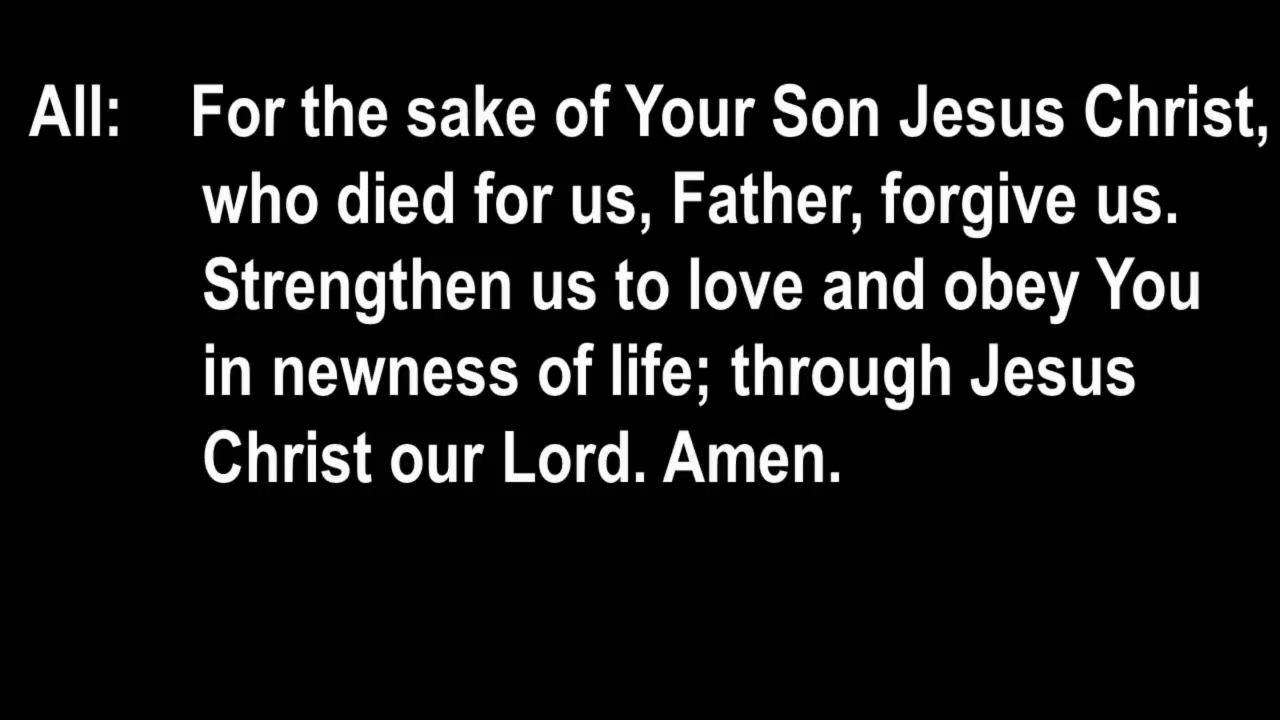 All: For the sake of Your Son Jesus Christ,
who died for us, Father, forgive us.
Strengthen us to love and obey You
in newness of life; through Jesus
Christ our Lord. Amen.